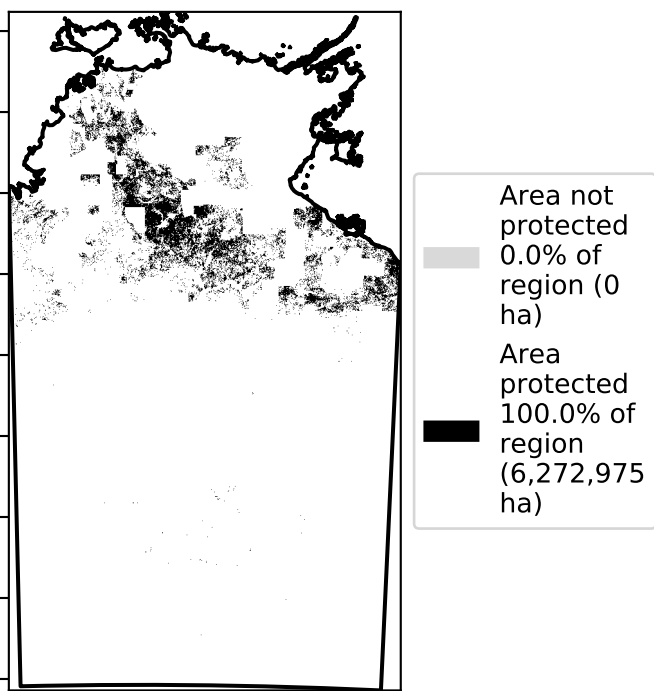 Area not
protected
0.0% of
region (0
ha)
Area
protected
100.0% of
region
(6,272,975
ha)